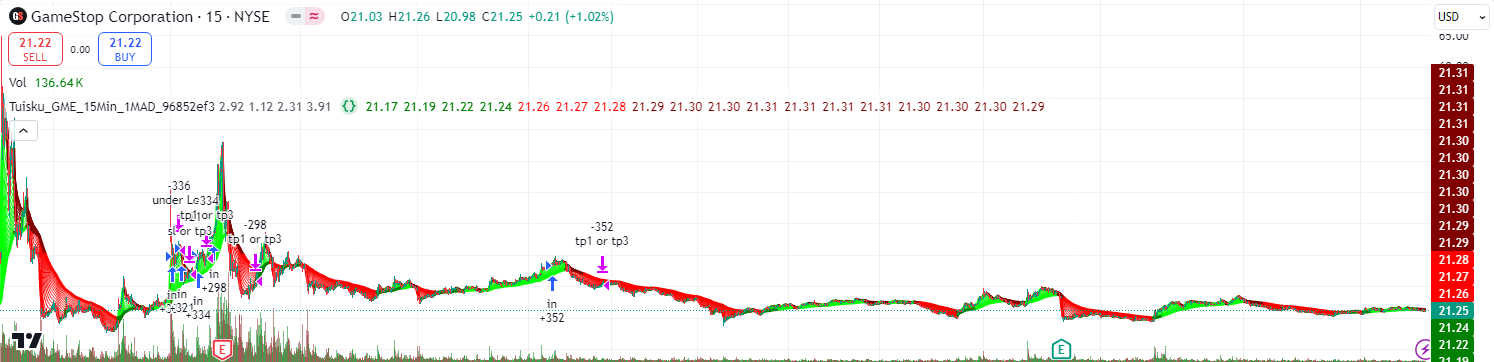 GameStop Corporation · 15 · NYSE
O21.03 H21.26 L20.98 C21.25 +0.21 (+1.02%)
USD
65.00
21.22
SELL
0.00
21.22
BUY
Vol 136.64K
Tuisku_GME_15Min_1MAD_96852ef3 2.92 1.12 2.31 3.91 {} 21.17 21.19 21.22 21.24 21.26 21.27 21.28 21.29 21.30 21.30 21.30 21.31 21.31 21.31 21.31 21.30 21.30 21.30 21.29
21.31
21.31
21.31
21.31
21.30
21.30
21.30
21.30
21.30
21.29
21.29
21.28
21.27
21.26
21.25
21.24
21.22
-336
-334
tp1 or tp3
sl or tp3
-298
tp1 or tp3
-352
tp1 or tp3
in
+298
in
+334
in
+352
E
E